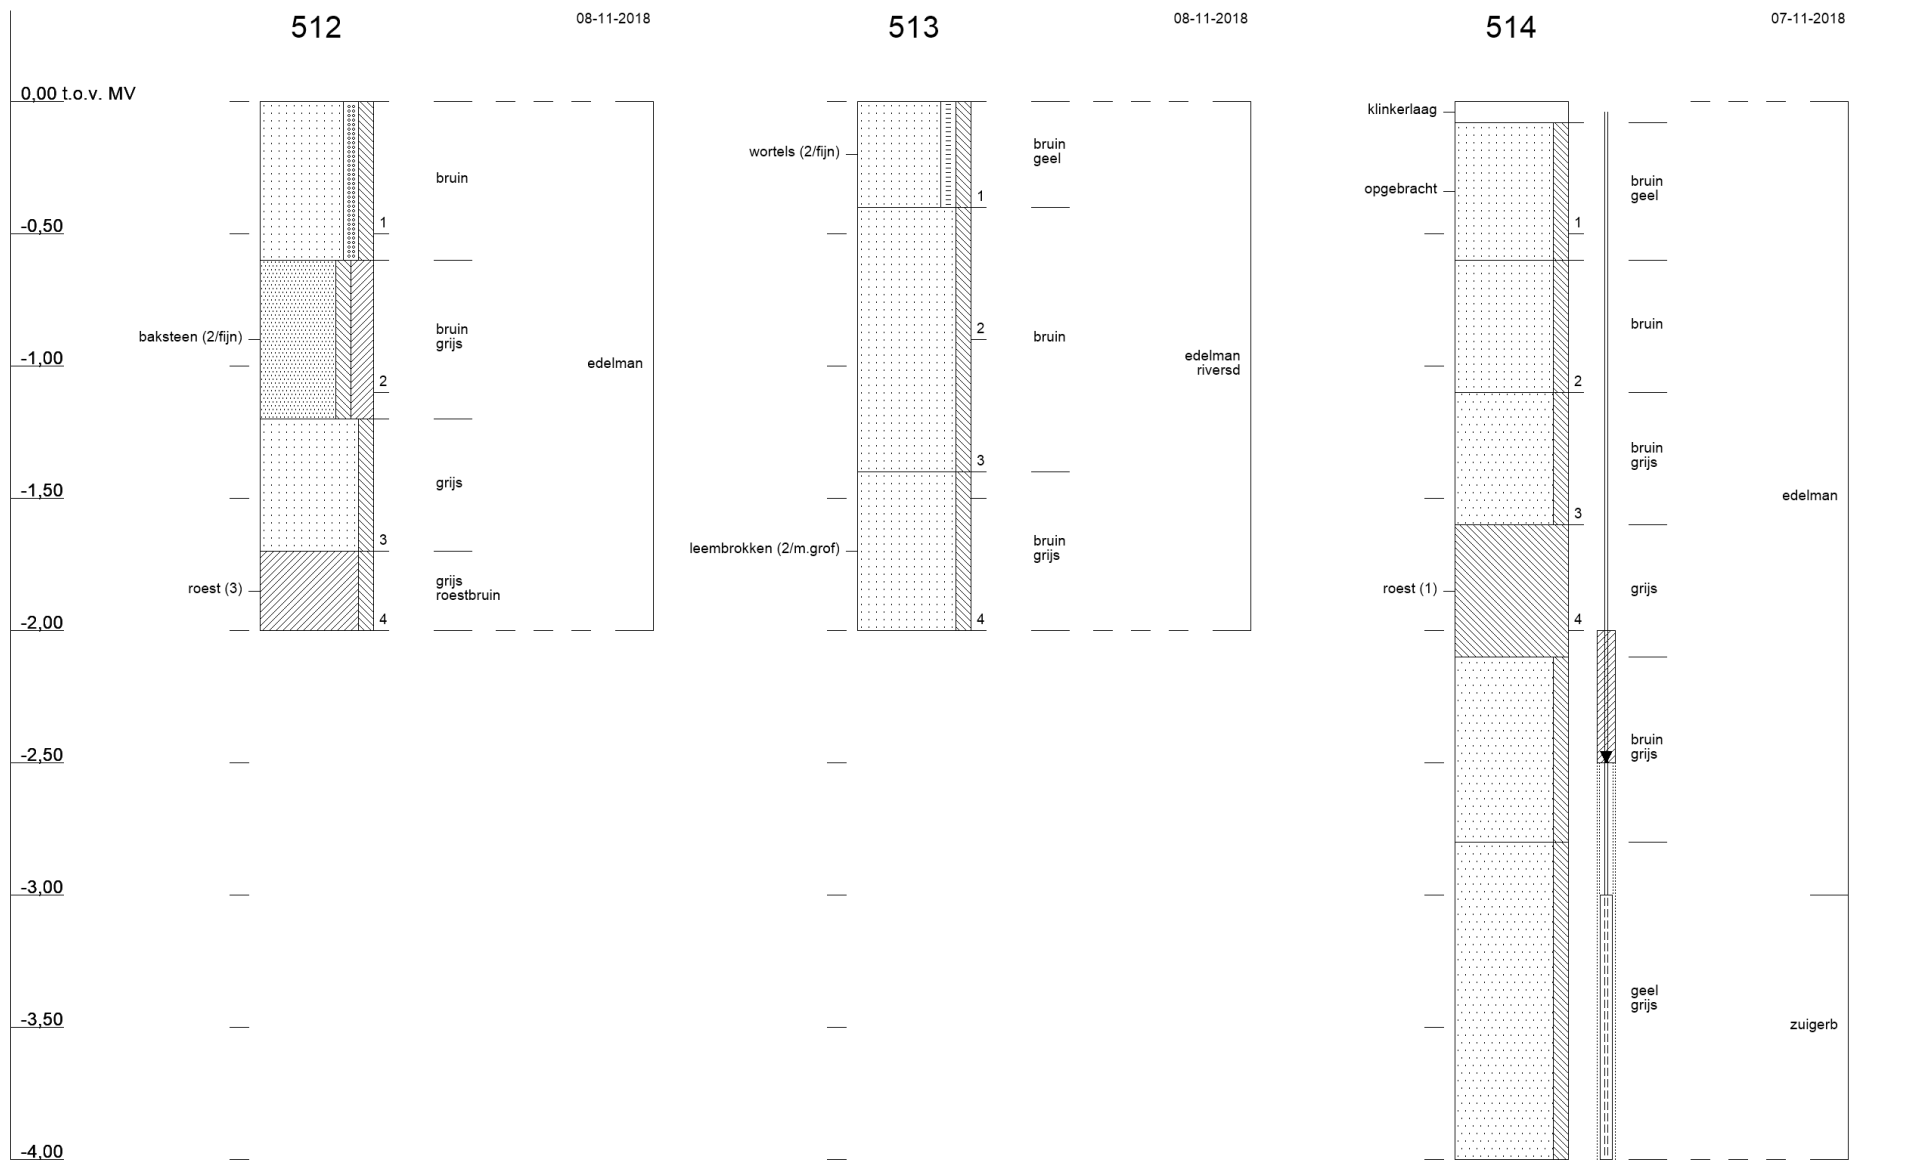 512
08-11-2018
513
08-11-2018
514
07-11-2018
0,00 t.o.v. MV
-0,50
-1,00
-1,50
-2,00
-2,50
-3,00
-3,50
-4,00
baksteen (2/fijn)
roest (3)
1
2
3
4
bruin
bruin
grijs
grijs
grijs
roestbruin
edelman
wortels (2/fijn)
leembrokken (2/m.grof)
1
2
3
4
bruin
geel
bruin
bruin
grijs
edelman
riversd
klinkerlaag
opgebracht
roest (1)
1
2
3
4
bruin
geel
bruin
bruin
grijs
grijs
bruin
grijs
geel
grijs
edelman
zuigerb